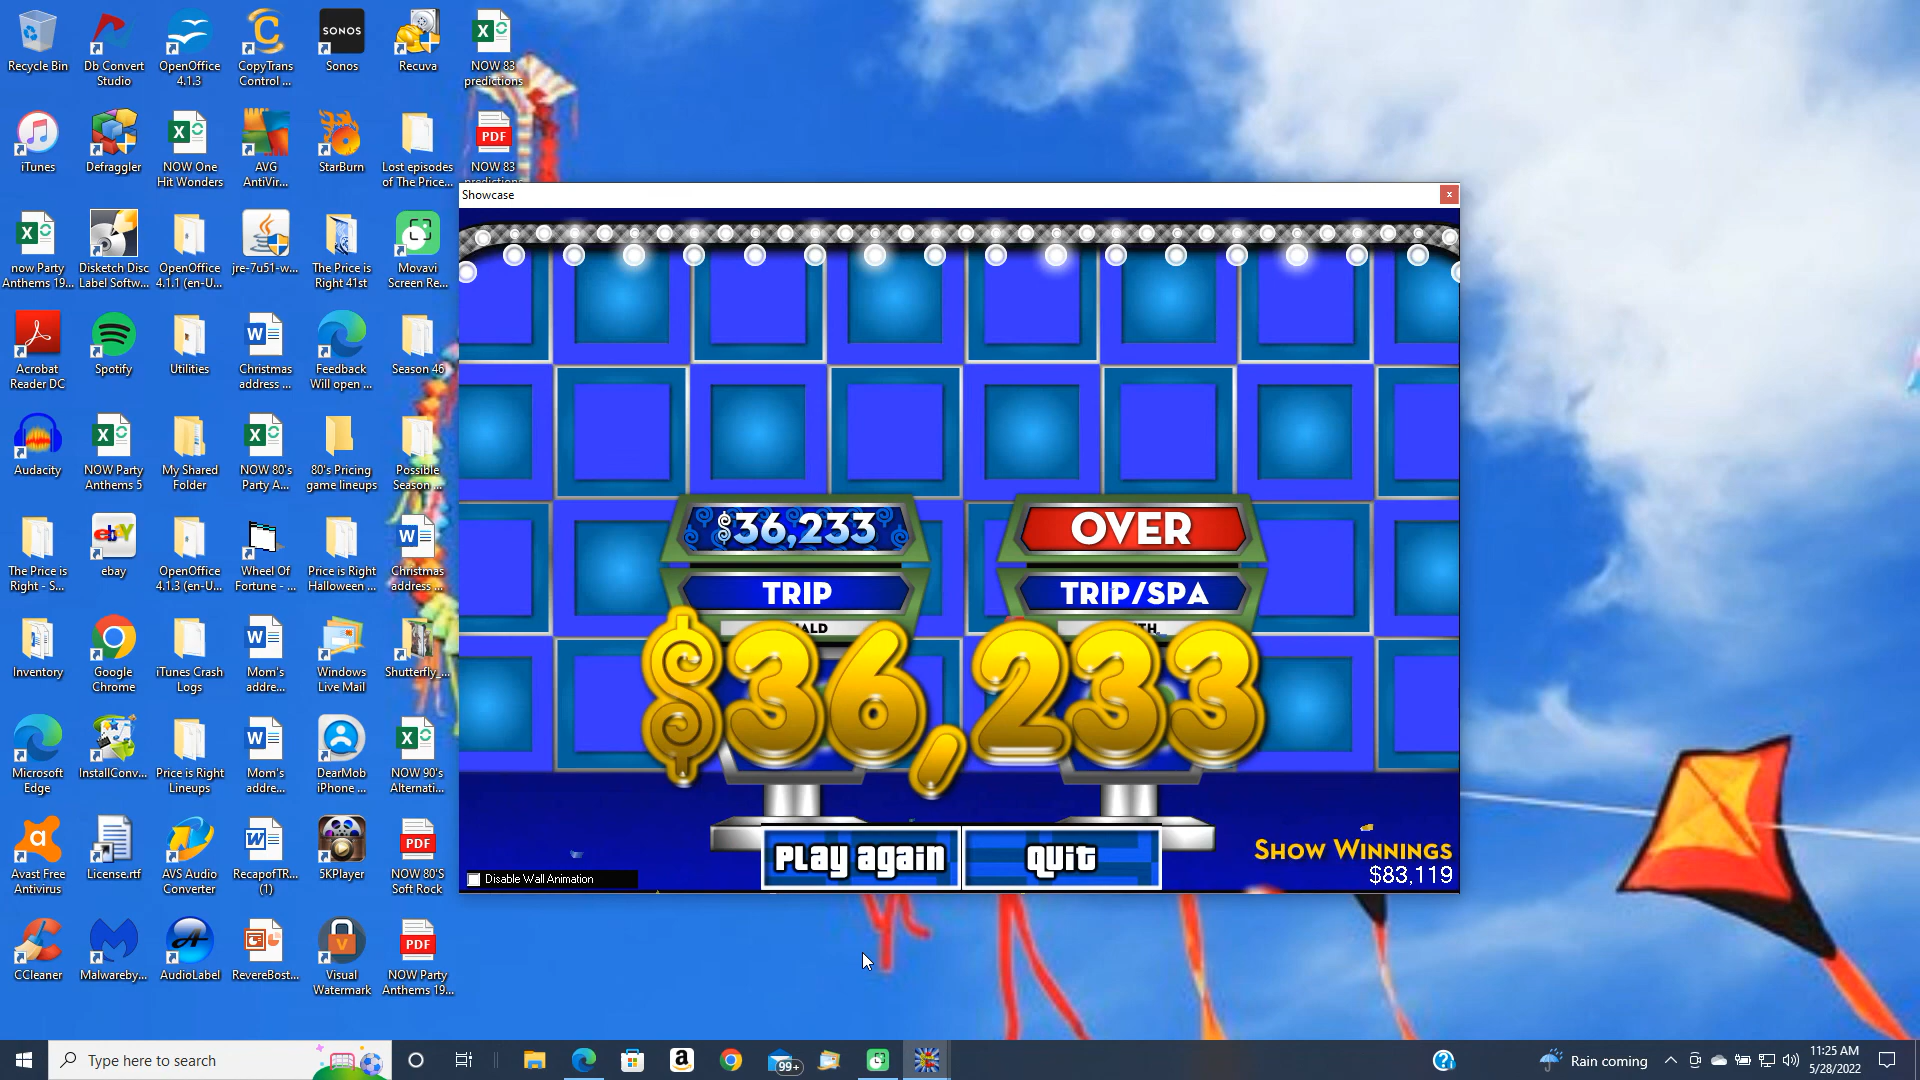 Recycle Bin
Db Convert
Studio
OpenOffice
4.1.3
CopyTrans
Control ...
SONOS
Sonos
Recuva
NOW 83
predictions
iTunes
Defraggler
NOW One
Hit Wonders
AVG
AntiVir...
StarBurn
Lost episodes
of The Price...
PDF
NOW 83
predictions
now Party
Anthems 19...
Disketch Disc
Label Softw...
OpenOffice
4.1.1 (en-U...
jre-7u51-w...
The Price is
Right 41st
Movavi
Screen Re...
Acrobat
Reader DC
Spotify
Utilities
Christmas
address ...
Feedback
Will open ...
Season 46
Audacity
NOW Party
Anthems 5
My Shared
Folder
NOW 80's
Party A...
80's Pricing
game lineups
Possible
Season ...
The Price is
Right - S...
ebay
ebay
OpenOffice
4.1.3 (en-U...
Wheel Of
Fortune - ...
Price is Right
Halloween ...
Christmas
address ...
Inventory
Google
Chrome
iTunes Crash
Logs
Mom's
addre...
Windows
Live Mail
Shutterfly_...
Microsoft
Edge
InstallConv...
Price is Right
Lineups
Mom's
addre...
DearMob
iPhone ...
NOW 90's
Alternati...
Avast Free
Antivirus
License.rtf
AVS Audio
Converter
RecapofTR...
(1)
5KPlayer
PDF
NOW 80'S
Soft Rock
CCleaner
Malwareby...
AudioLabel
RevereBost...
Visual
Watermark
PDF
NOW Party
Anthems 19...
Showcase
x
$36,233
OVER
TRIP
TRIP/SPA
$36,233
Play again
Quit
Show Winnings
$83,119
Disable Wall Animation
Type here to search
99+
Rain coming
11:25 AM
5/28/2022